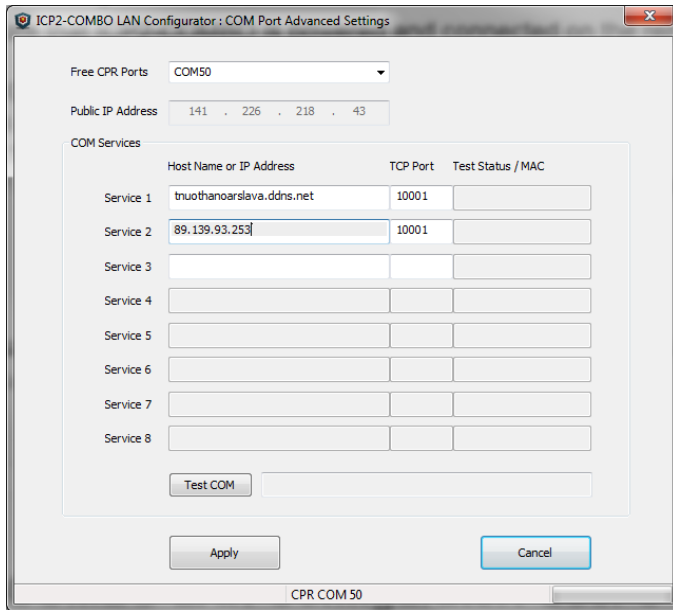 ICP2-COMBO LAN Configurator : COM Port Advanced Settings
Free CPR Ports COM50
Public IP Address 141 . 226 . 218 . 43
COM Services
Host Name or IP Address TCP Port Test Status / MAC
Service 1 tnuothanoarslava.ddns.net 10001
Service 2 89.139.93.253 10001
Service 3
Service 4
Service 5
Service 6
Service 7
Service 8
Test COM
Apply Cancel
CPR COM 50